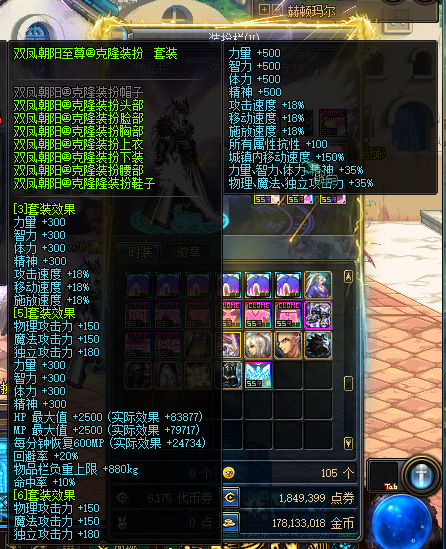 赫顿玛尔
装扮栏(U)
双凤朝阳至尊®克隆装扮 套装
双凤朝阳®克隆装扮帽子
双凤朝阳®克隆装扮头部
双凤朝阳®克隆装扮脸部
双凤朝阳®克隆装扮胸部
双凤朝阳®克隆装扮上衣
双凤朝阳®克隆装扮下装
双凤朝阳®克隆装扮腰部
双凤朝阳®克隆隆装扮鞋子
[3]套装效果
力量 +300
智力 +300
体力 +300
精神 +300
攻击速度 +18%
移动速度 +18%
施放速度 +18%
[5]套装效果
物理攻击力 +150
魔法攻击力 +150
独立攻击力 +180
力量 +300
智力 +300
体力 +300
精神 +300
HP 最大值 +2500 (实际效果 +83877)
MP 最大值 +2500 (实际效果 +79717)
每分钟恢复600MP (实际效果 +24734)
回避率 +20%
物品栏负重上限 +880kg
命中率 +10%
[6]套装效果
物理攻击力 +150
魔法攻击力 +150
独立攻击力 +180
力量 +500
智力 +500
体力 +500
精神 +500
攻击速度 +18%
移动速度 +18%
施放速度 +18%
所有属性抗性 +100
城镇内移动速度 +150%
力量、智力、体力、精神 +35%
物理、魔法、独立攻击力 +35%
时装
徽章
0 个
105 个
6,175 代币券
1,849,399 点券
0 点
178,133,018 金币
Tab